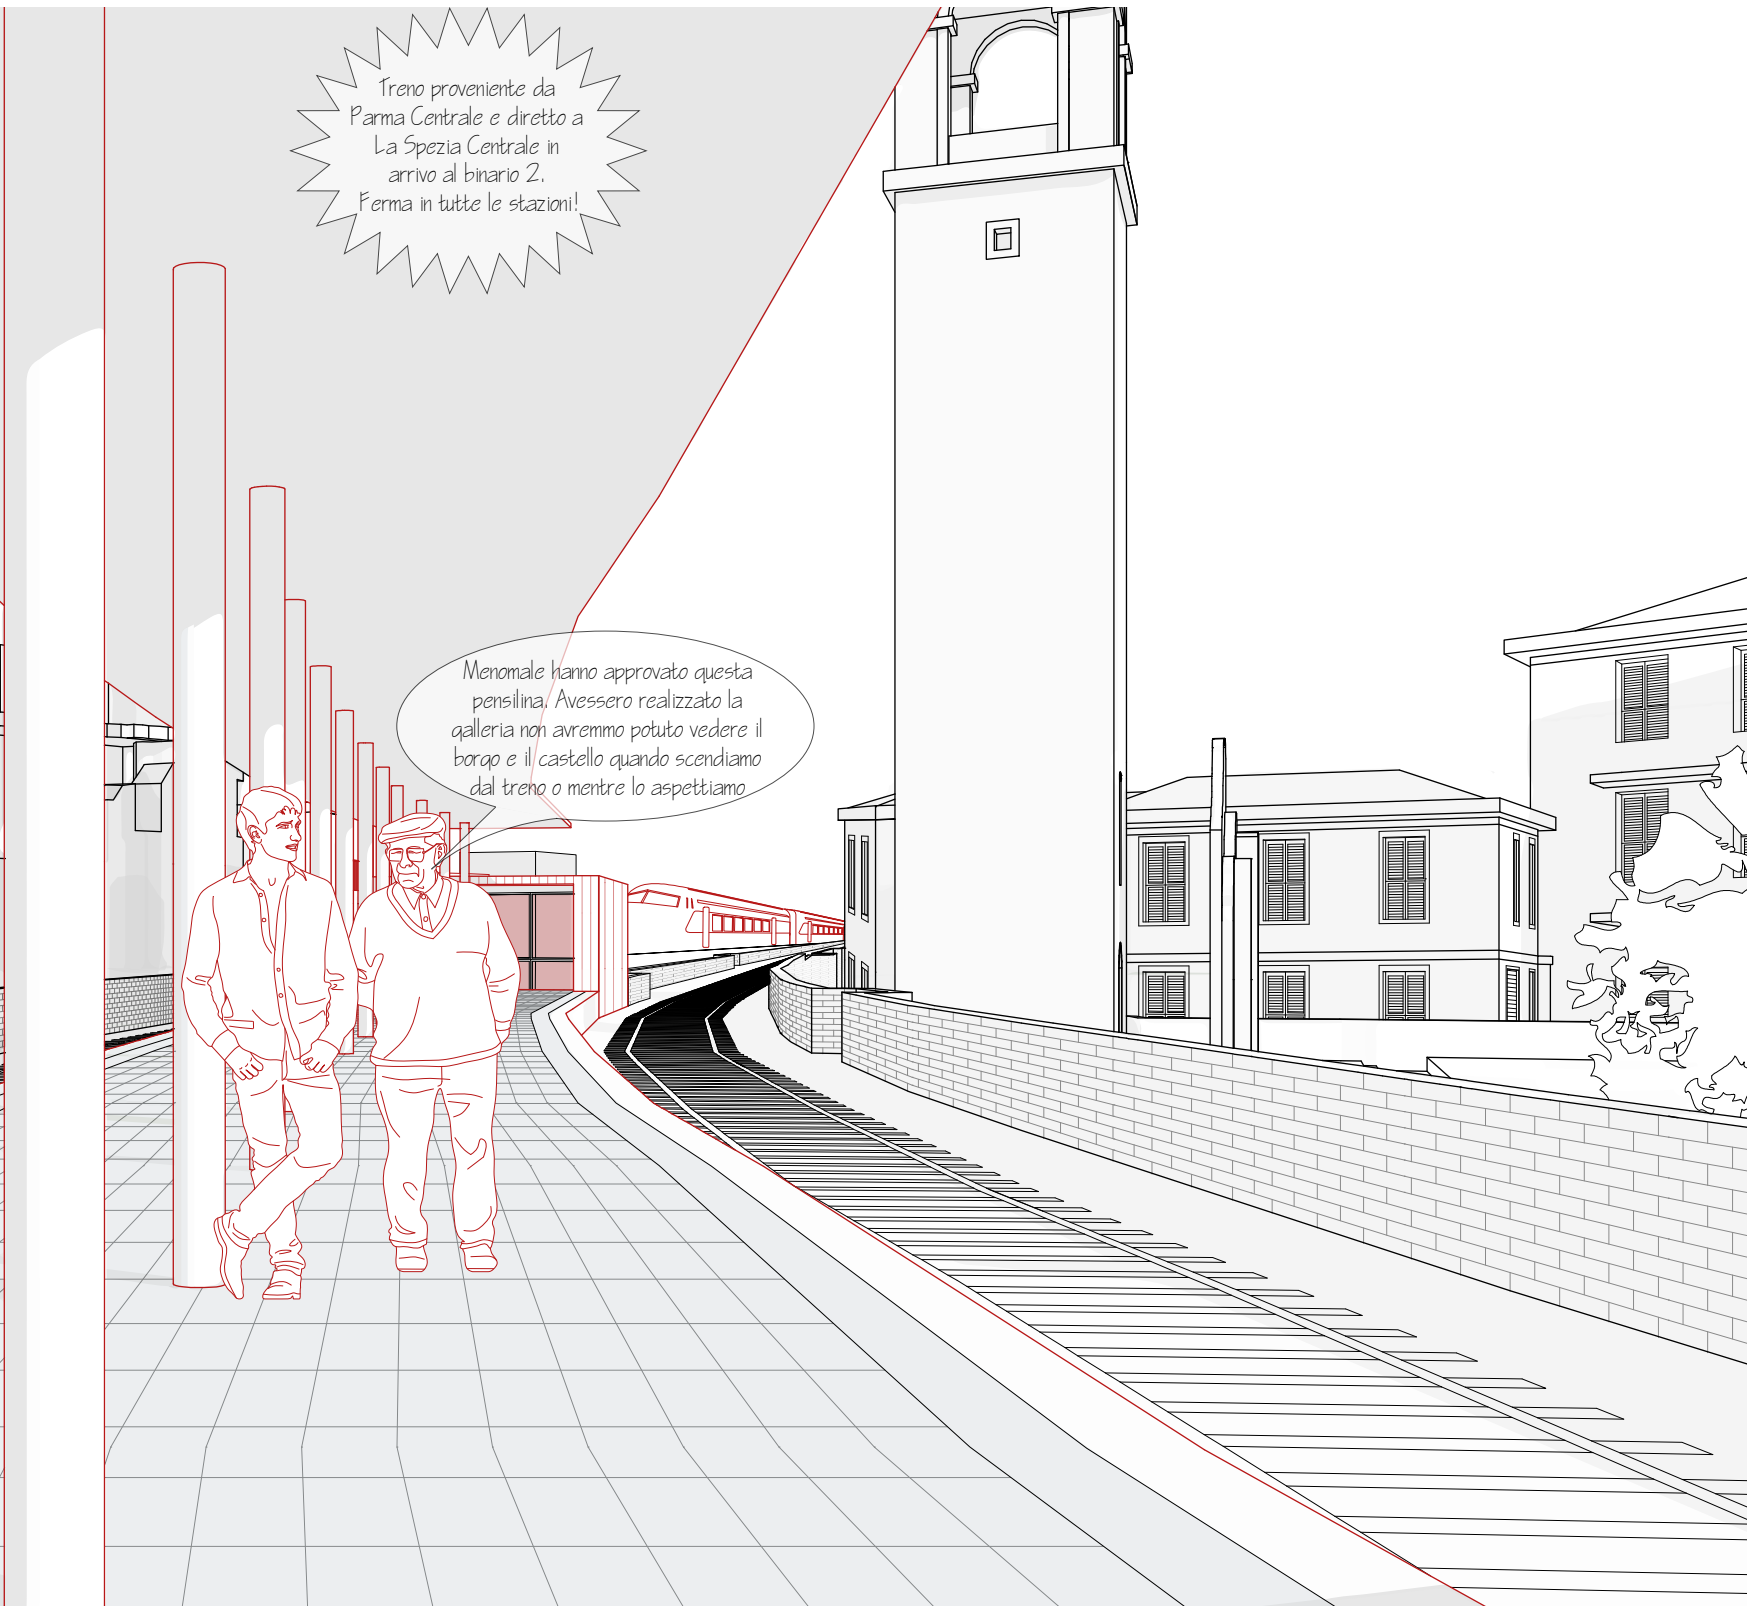 Treno proveniente da
Parma Centrale e diretto a
La Spezia Centrale in
arrivo al binario 2.
Ferma in tutte le stazioni!
Menomale hanno approvato questa
pensilina. Avessero realizzato la
galleria non avremmo potuto vedere il
borgo e il castello quando scendiamo
dal treno o mentre lo aspettiamo